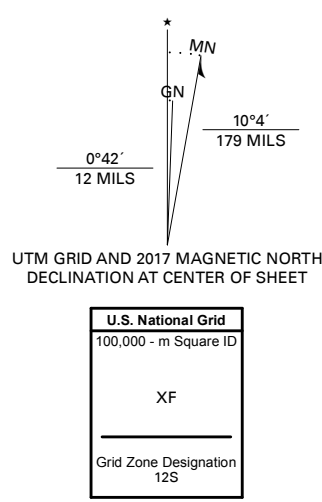 ★
MN
GN
10°4´
179 MILS
0°42´
12 MILS
UTM GRID AND 2017 MAGNETIC NORTH
DECLINATION AT CENTER OF SHEET
U.S. National Grid
100,000 - m Square ID
XF
Grid Zone Designation
12S